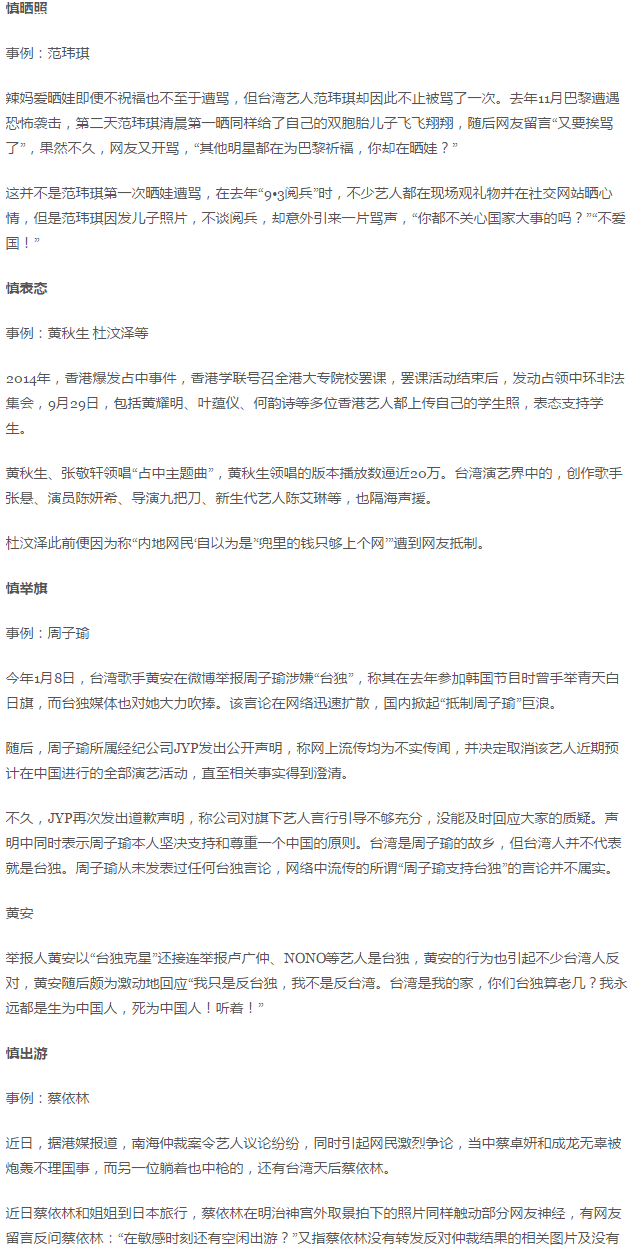 慎晒照
事例：范玮琪
辣妈爱晒娃即便不祝福也不至于遭骂，但台湾艺人范玮琪却因此不止被骂了一次。去年11月巴黎遭遇
恐怖袭击，第二天范玮琪清晨第一晒同样给了自己的双胞胎儿子飞飞翔翔，随后网友留言“又要挨骂
了”，果然不久，网友又开骂，“其他明星都在为巴黎祈福，你却在晒娃？”
这并不是范玮琪第一次晒娃遭骂，在去年“9•3阅兵”时，不少艺人都在现场观礼并在社交网站晒心
情，但是范玮琪因发儿子照片，不谈阅兵，却意外引来一片骂声，“你都不关心国家大事的吗？”“不爱
国！”
慎表态
事例：黄秋生 杜汶泽等
2014年，香港爆发占中事件，香港学联号召全港大专院校罢课，罢课活动结束后，发动占领中环非法
集会，9月29日，包括黄耀明、叶蕴仪、何韵诗等多位香港艺人都上传自己的学生照，表态支持学
生。
黄秋生、张敬轩领唱“占中主题曲”，黄秋生领唱的版本播放数逼近20万。台湾演艺界中的，创作歌手
张悬、演员陈妍希、导演九把刀、新生代艺人陈艾琳等，也隔海声援。
杜汶泽此前便因为称“内地网民‘自以为是’‘兜里的钱只够上个网’”遭到网友抵制。
慎举旗
事例：周子瑜
今年1月8日，台湾歌手黄安在微博举报周子瑜涉嫌“台独”，称其在去年参加韩国节目时曾手举青天白
日旗，而台独媒体也对她大力吹捧。该言论在网络迅速扩散，国内掀起“抵制周子瑜”巨浪。
随后，周子瑜所属经纪公司JYP发出公开声明，称网上流传均为不实传闻，并决定取消该艺人近期预
计在中国进行的全部演艺活动，直至相关事实得到澄清。
不久，JYP再次发出道歉声明，称公司对旗下艺人言行引导不够充分，没能及时回应大家的质疑。声
明中同时表示周子瑜本人坚决支持和尊重一个中国的原则。台湾是周子瑜的故乡，但台湾人并不代表
就是台独。周子瑜从未发表过任何台独言论，网络中流传的所谓“周子瑜支持台独”的言论并不属实。
黄安
举报人黄安以“台独克星”还接连举报卢广仲、NONO等艺人是台独，黄安的行为也引起不少台湾人反
对，黄安随后颇为激动地回应“我只是反台独，我不是反台湾。台湾是我的家，你们台独算老几？我永
远都是生为中国人，死为中国人！听着！”
慎出游
事例：蔡依林
近日，据港媒报道，南海仲裁案令艺人议论纷纷，同时引起网民激烈争论，当中蔡卓妍和成龙无辜被
炮轰不理国事，而另一位躺着也中枪的，还有台湾天后蔡依林。
近日蔡依林和姐姐到日本旅行，蔡依林在明治神宫外取景拍下的照片同样触动部分网友神经，有网友
留言反问蔡依林：“在敏感时刻还有空闲出游？”又指蔡依林没有转发反对仲裁结果的相关图片及没有